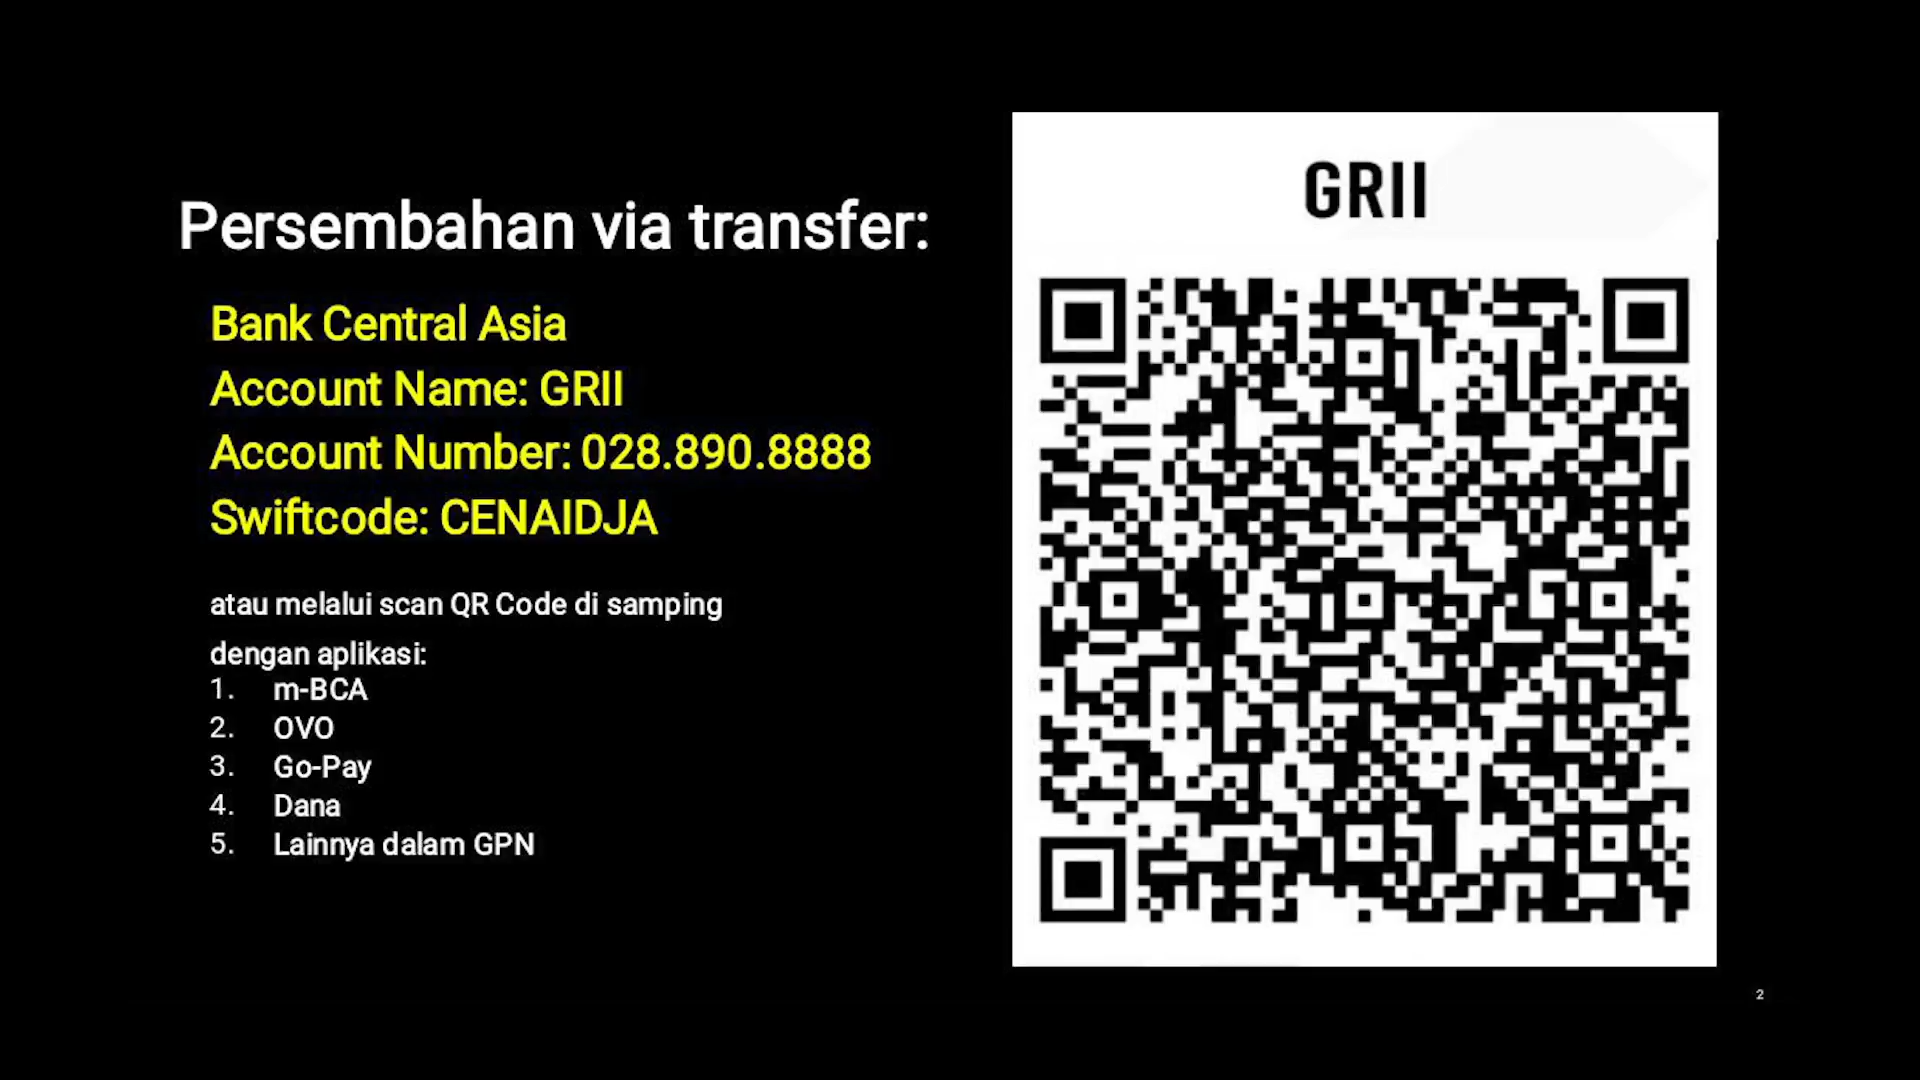 Persembahan via transfer:
Bank Central Asia
Account Name: GRII
Account Number: 028.890.8888
Swiftcode: CENAIDJA
atau melalui scan QR Code di samping
dengan aplikasi:
1. m-BCA
2. OVO
3. Go-Pay
4. Dana
5. Lainnya dalam GPN
GRII
2